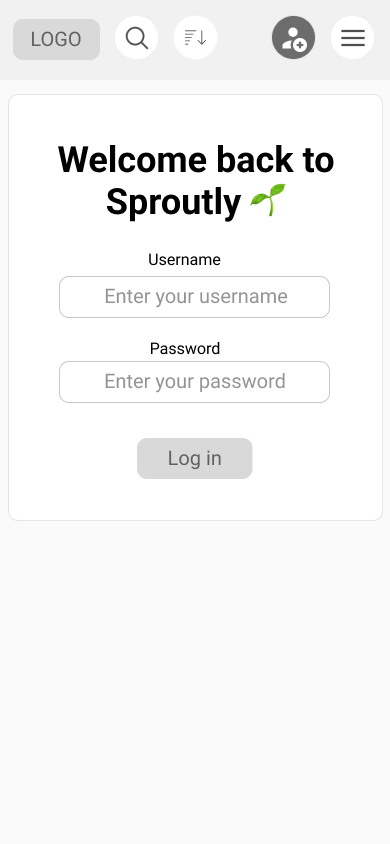 LOGO
Welcome back to
Sproutly 🌱
Username
Enter your username
Password
Enter your password
Log in